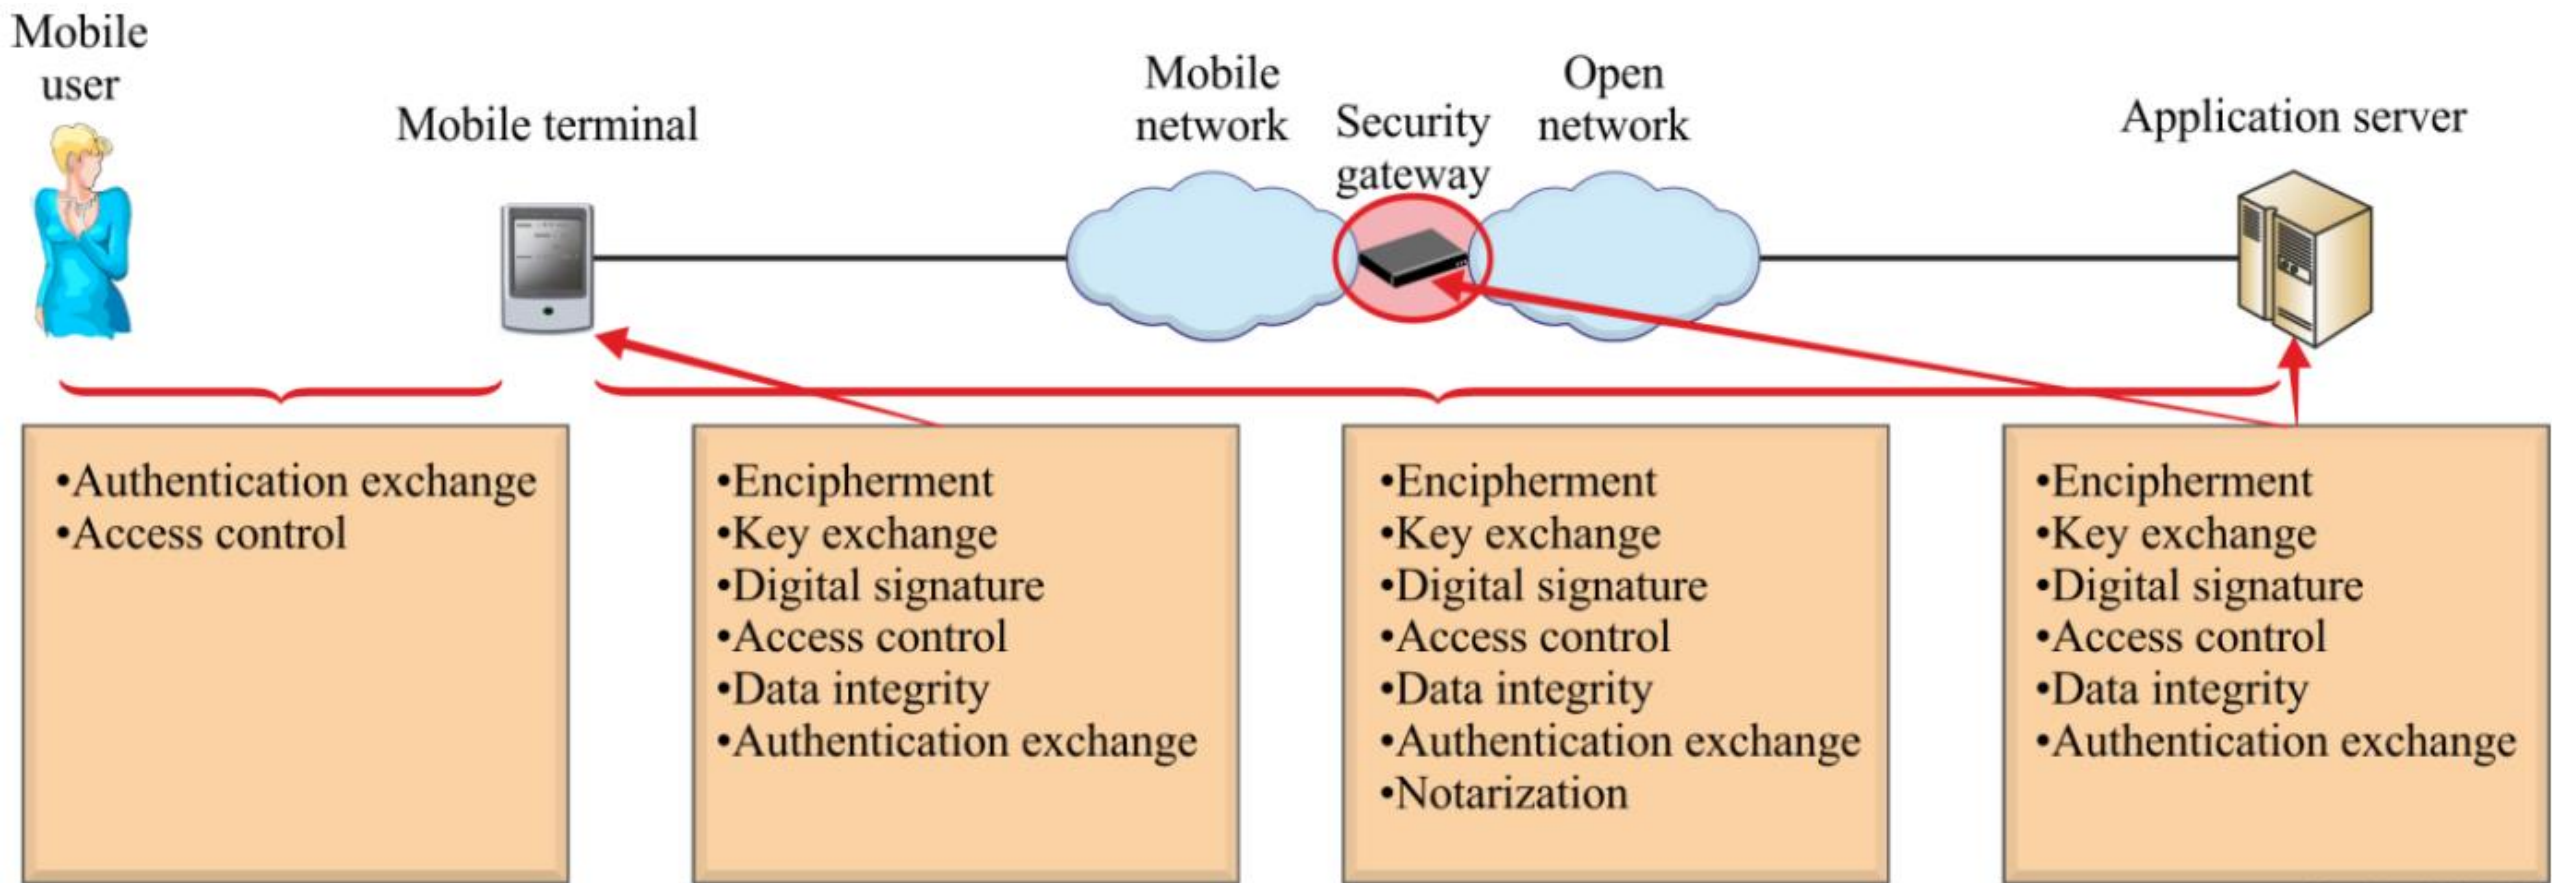 Mobile
user
Mobile terminal
Mobile
network
Security
gateway
Open
network
Application server
•Authentication exchange
•Access control
•Encipherment
•Key exchange
•Digital signature
•Access control
•Data integrity
•Authentication exchange
•Encipherment
•Key exchange
•Digital signature
•Access control
•Data integrity
•Authentication exchange
•Notarization
•Encipherment
•Key exchange
•Digital signature
•Access control
•Data integrity
•Authentication exchange